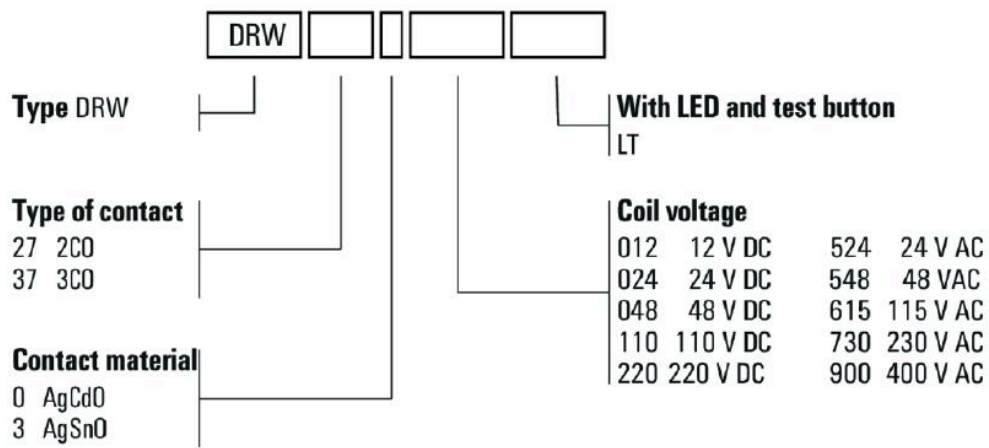 DRW
Type DRW
With LED and test button
LT
Type of contact
27 2CO
37 3CO
Coil voltage
012 12 V DC 524 24 V AC
024 24 V DC 548 48 VAC
048 48 V DC 615 115 V AC
110 110 V DC 730 230 V AC
220 220 V DC 900 400 V AC
Contact material
0 AgCdO
3 AgSnO